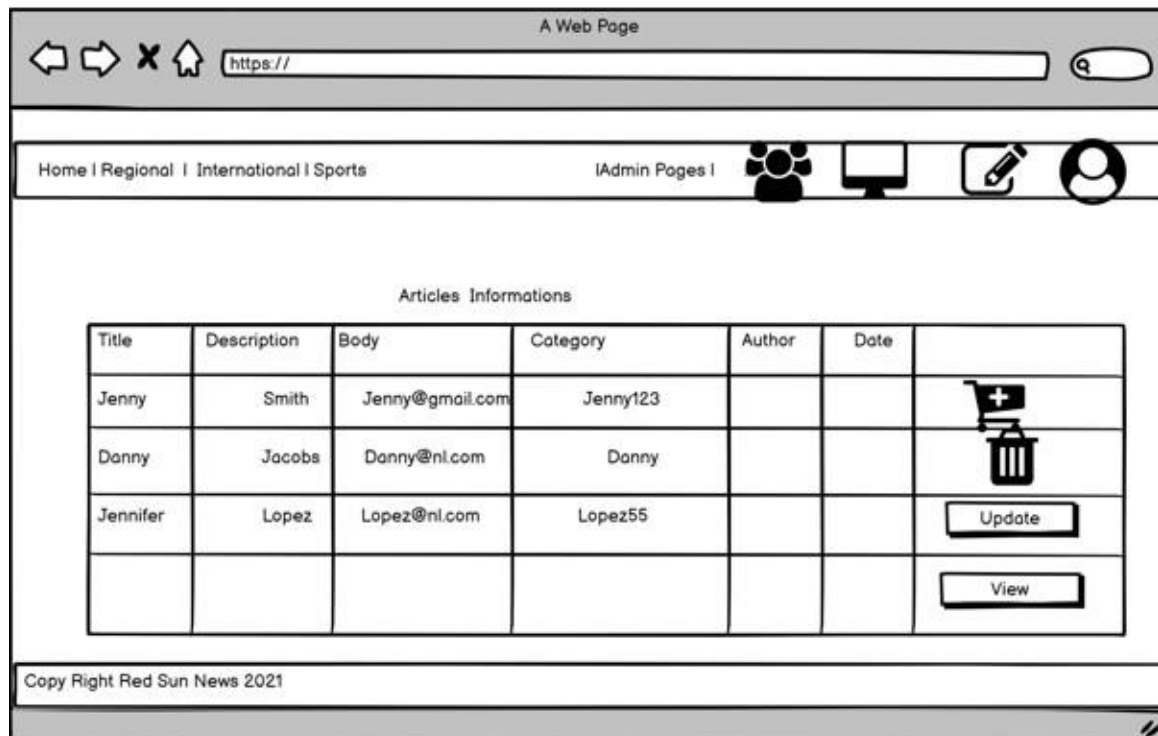 A Web Page
https://
Home I Regional I International I Sports IAdmin Pages I
Articles Informations
Title Description Body Category Author Date
Jenny Smith Jenny@gmail.com Jenny123
Danny Jacobs Danny@nl.com Danny
Jennifer Lopez Lopez@nl.com Lopez55 Update
View
Copy Right Red Sun News 2021